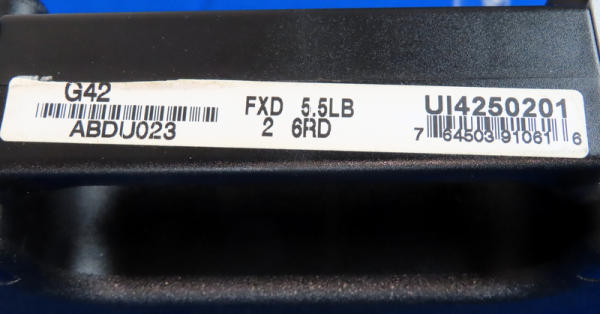 G42
ABDU023
FXD 5.5LB
2 6RD
UI4250201
7 64503 91061 6